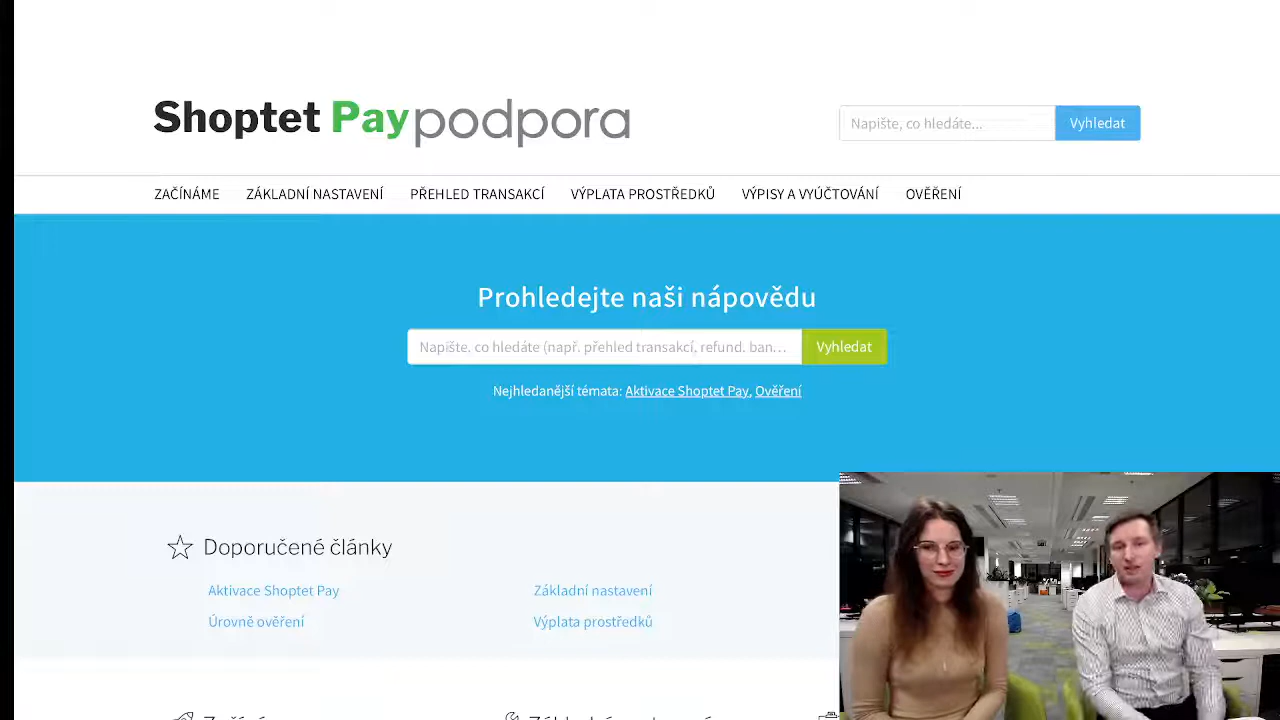 Shoptet Pay podpora
Napište, co hledáte...
Vyhledat
ZAČÍNÁME
ZÁKLADNÍ NASTAVENÍ
PŘEHLED TRANSAKCÍ
VÝPLATA PROSTŘEDKŮ
VÝPISY A VYÚČTOVÁNÍ
OVĚŘENÍ
Prohledejte naši nápovědu
Napište. co hledáte (např. přehled transakcí, refund. ban...
Vyhledat
Nejhledanější témata: Aktivace Shoptet Pay, Ověření
Doporučené články
Aktivace Shoptet Pay
Základní nastavení
Úrovně ověření
Výplata prostředků